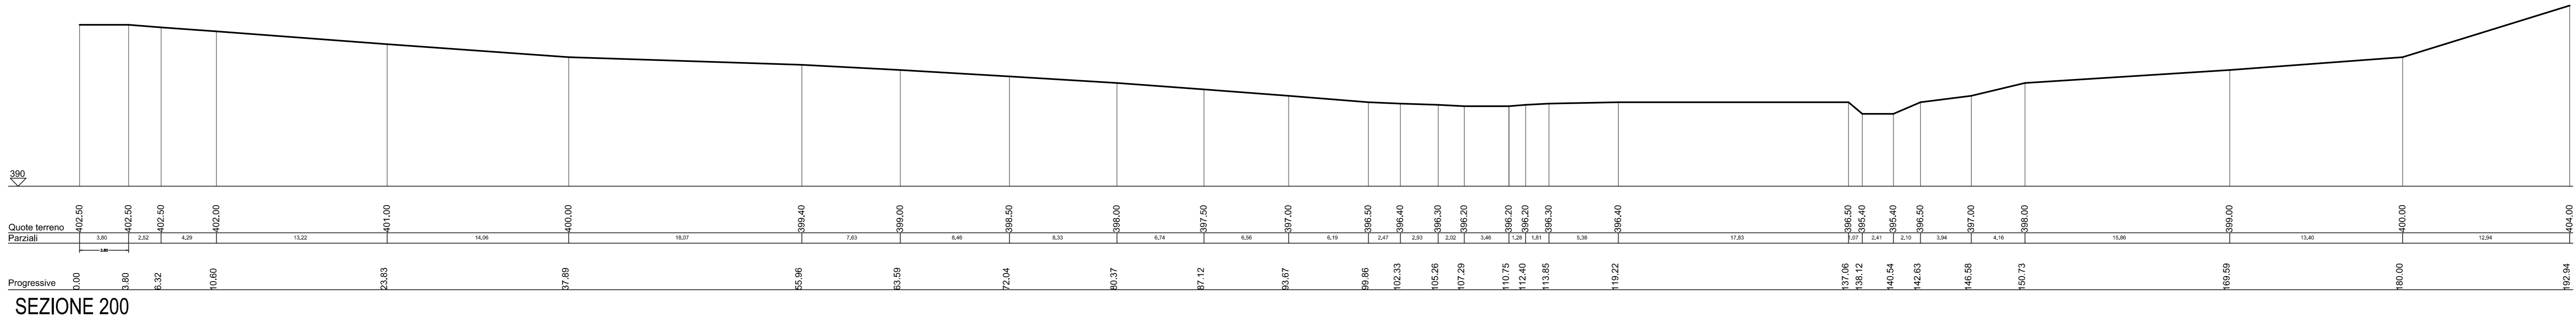 390
Quote terreno 402,50 402,50 402,50 402,00 401,00 400,00 399,40 399,00 398,50 398,00 397,50 397,00 396,50 396,40 396,30 396,20 396,20 396,20 396,30 396,40 396,50 395,40 395,40 396,50 397,00 398,00 399,00 400,00 404,00
Parziali 3,80 2,52 4,29 13,22 14,06 18,07 7,63 8,46 8,33 6,74 6,56 6,19 2,47 2,93 2,02 3,46 1,28 1,81 5,38 17,83 1,07 2,41 2,10 3,94 4,16 15,86 13,40 12,94
3,80
Progressive 0.00 3.80 6.32 10.60 23.83 37.89 55.96 63.59 72.04 80.37 87.12 93.67 99.86 102.33 105.26 107.29 110.75 112.40 113.85 119.22 137.06 138.12 140.54 142.63 146.58 150.73 169.59 1800.00 192.94
SEZIONE 200